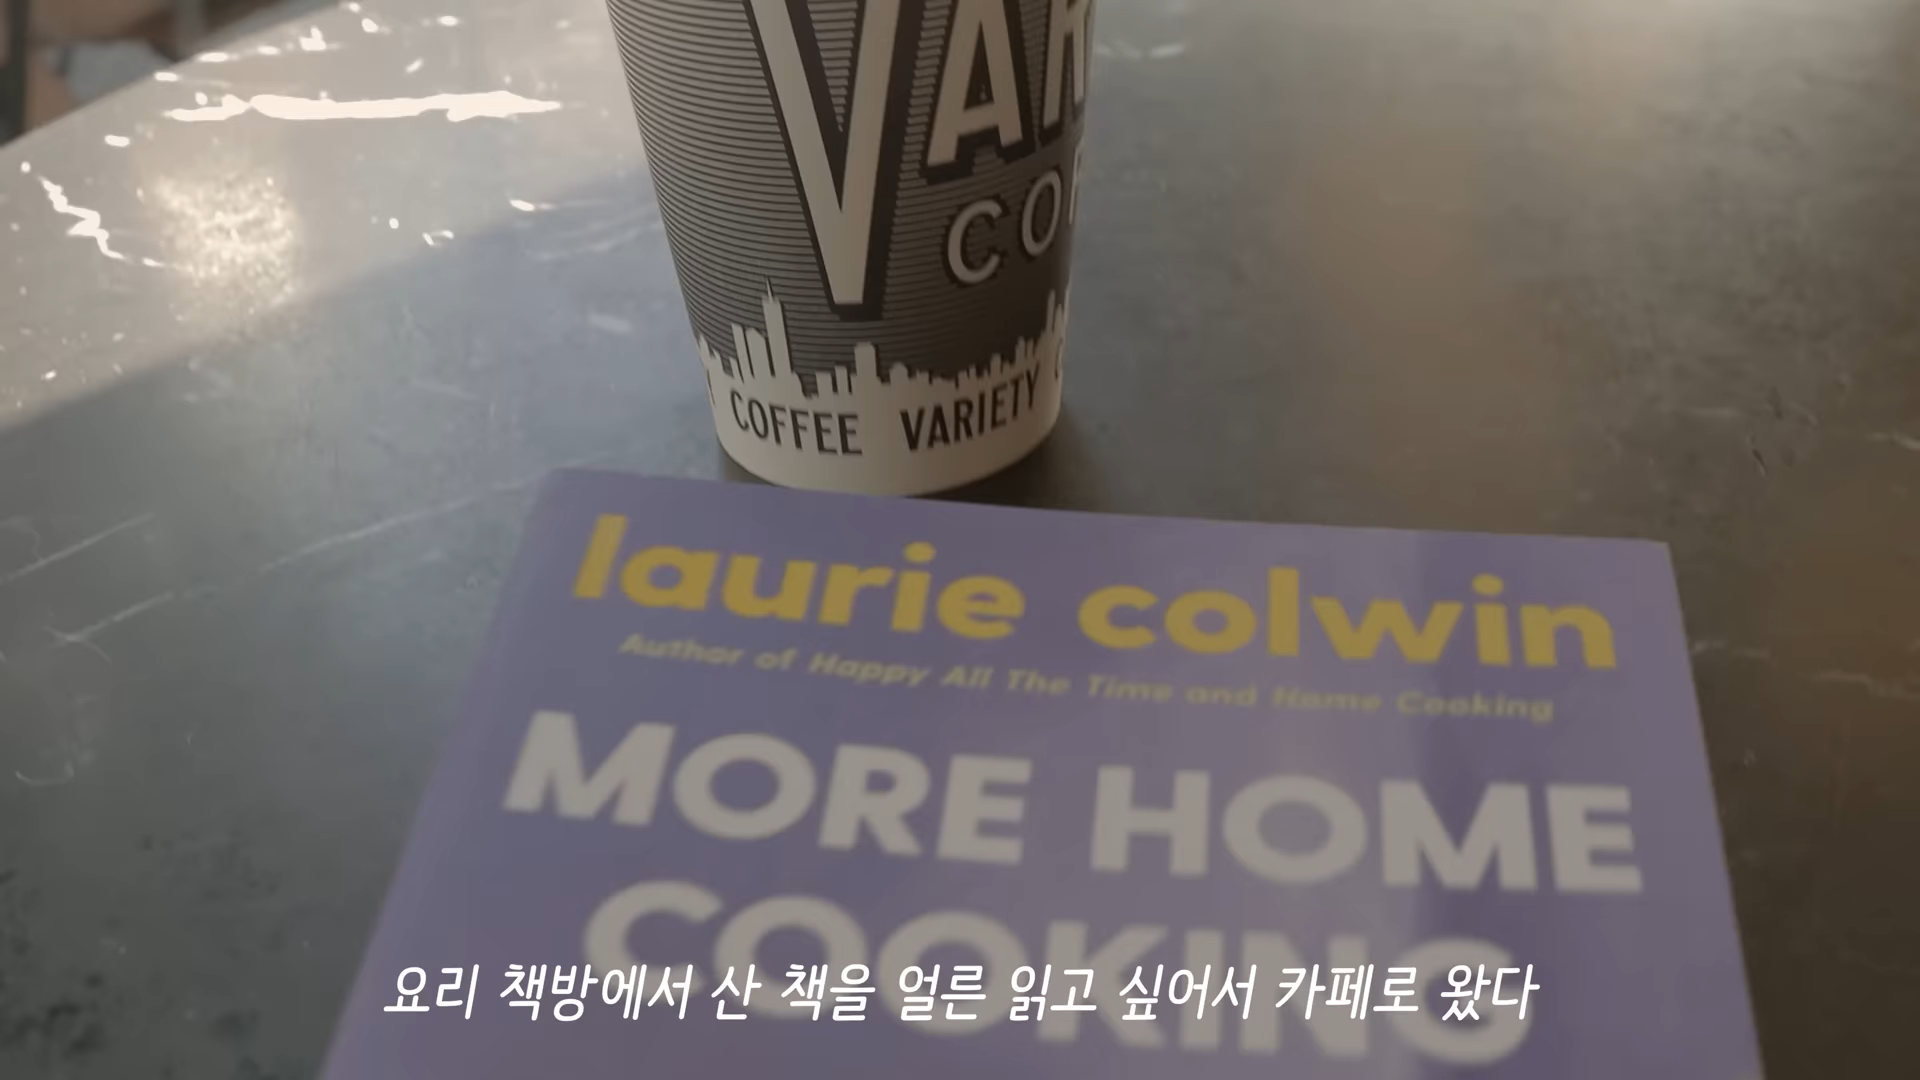 VAR
CO
COFFEE VARIETY
laurie colwin
Author of Happy All The Time and Home Cooking
MORE HOME
COOKING
요리 책방에서 산 책을 얼른 읽고 싶어서 카페로 왔다